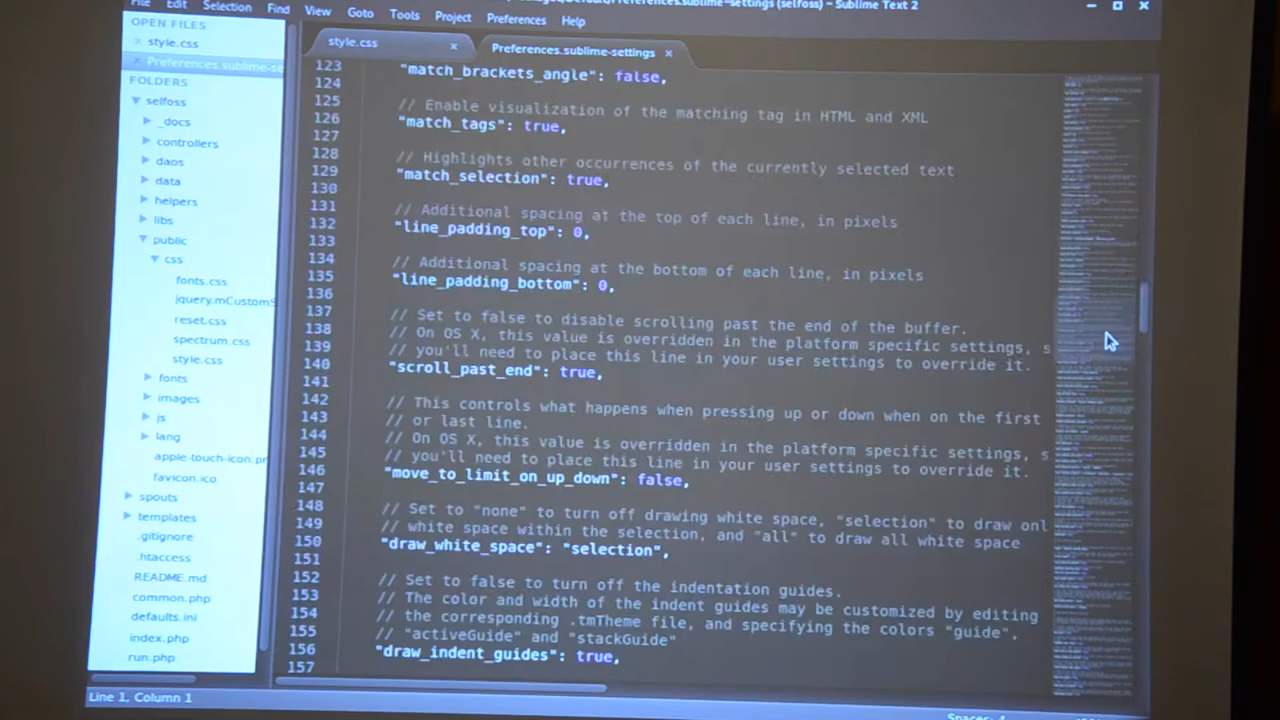 settings (selfoss) - Sublime Text 2
File Edit Selection Find View Goto Tools Project Preferences Help
OPEN FILES
style.css
Preferences.sublime-se
FOLDERS
selfoss
_docs
controllers
daos
data
helpers
libs
public
css
fonts.css
jquery.mCustomS
reset.css
spectrum.css
style.css
fonts
images
js
lang
apple-touch-icon.pr
favicon.ico
spouts
templates
.gitignore
.htaccess
README.md
common.php
defaults.ini
index.php
run.php
style.css
Preferences.sublime-settings
123 "match_brackets_angle": false,
124
125 // Enable visualization of the matching tag in HTML and XML
126 "match_tags": true,
127
128 // Highlights other occurrences of the currently selected text
129 "match_selection": true,
130
131 // Additional spacing at the top of each line, in pixels
132 "line_padding_top": 0,
133
134 // Additional spacing at the bottom of each line, in pixels
135 "line_padding_bottom": 0,
136
137 // Set to false to disable scrolling past the end of the buffer.
138 // On OS X, this value is overridden in the platform specific settings, s
139 // you'll need to place this line in your user settings to override it.
140 "scroll_past_end": true,
141
142 // This controls what happens when pressing up or down when on the first
143 // or last line.
144 // On OS X, this value is overridden in the platform specific settings, s
145 // you'll need to place this line in your user settings to override it.
146 "move_to_limit_on_up_down": false,
147
148 // Set to "none" to turn off drawing white space, "selection" to draw onl
149 // white space within the selection, and "all" to draw all white space
150 "draw_white_space": "selection",
151
152 // Set to false to turn off the indentation guides.
153 // The color and width of the indent guides may be customized by editing
154 // the corresponding .tmTheme file, and specifying the colors "guide",
155 // "activeGuide" and "stackGuide"
156 "draw_indent_guides": true,
157
Line 1, Column 1
Spaces: 4